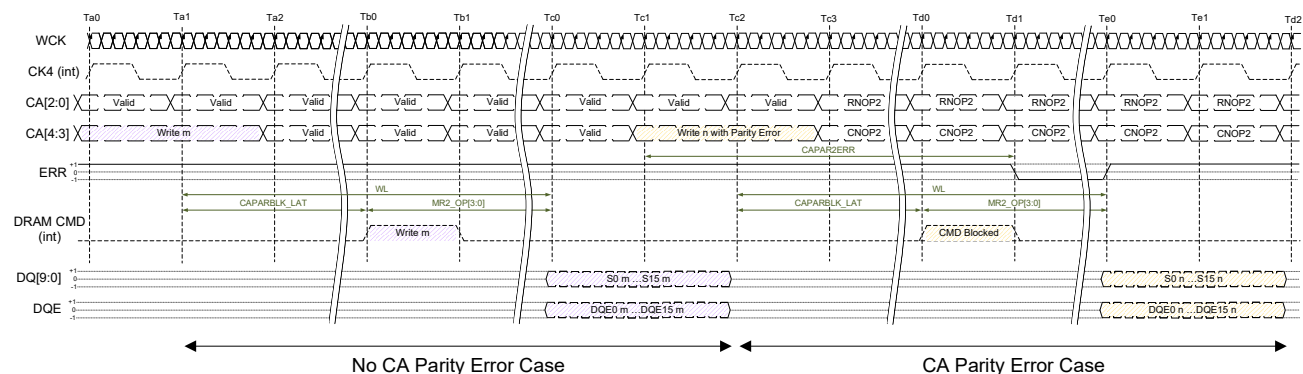 Ta0 Ta1 Ta2 Tb0 Tb1 Tc0 Tc1 Tc2 Tc3 Td0 Td1 Te0 Te1 Td2
WCK
CK4 (int)
CA[2:0] Valid Valid Valid Valid Valid Valid Valid Valid RNOP2 RNOP2 RNOP2 RNOP2 RNOP2
CA[4:3] Write m Valid Valid Valid Valid Write n with Parity Error CNOP2 CNOP2 CNOP2 CNOP2 CNOP2
CAPAR2ERR
ERR +1 0 -1
WL WL
CAPARBLK_LAT MR2_OP[3:0] CAPARBLK_LAT MR2_OP[3:0]
DRAM CMD
(int) Write m CMD Blocked
DQ[9:0] +1 0 -1 S0 m ...S15 m S0 n ...S15 n
DQE +1 0 -1 DQE0 m ...DQE15 m DQE0 n ...DQE15 n
No CA Parity Error Case CA Parity Error Case